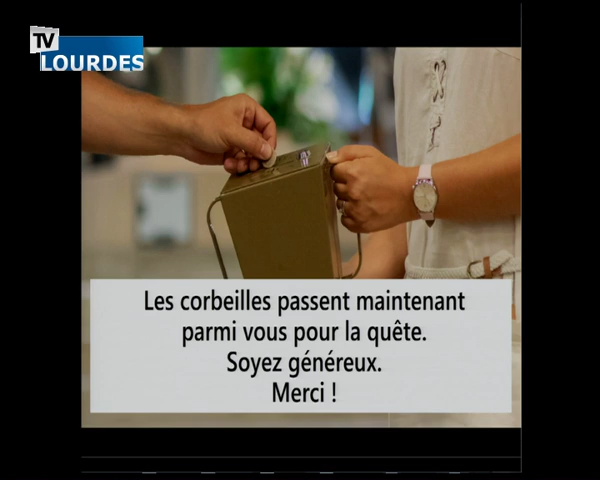 TV
LOURDES
Les corbeilles passent maintenant
parmi vous pour la quête.
Soyez généreux.
Merci !